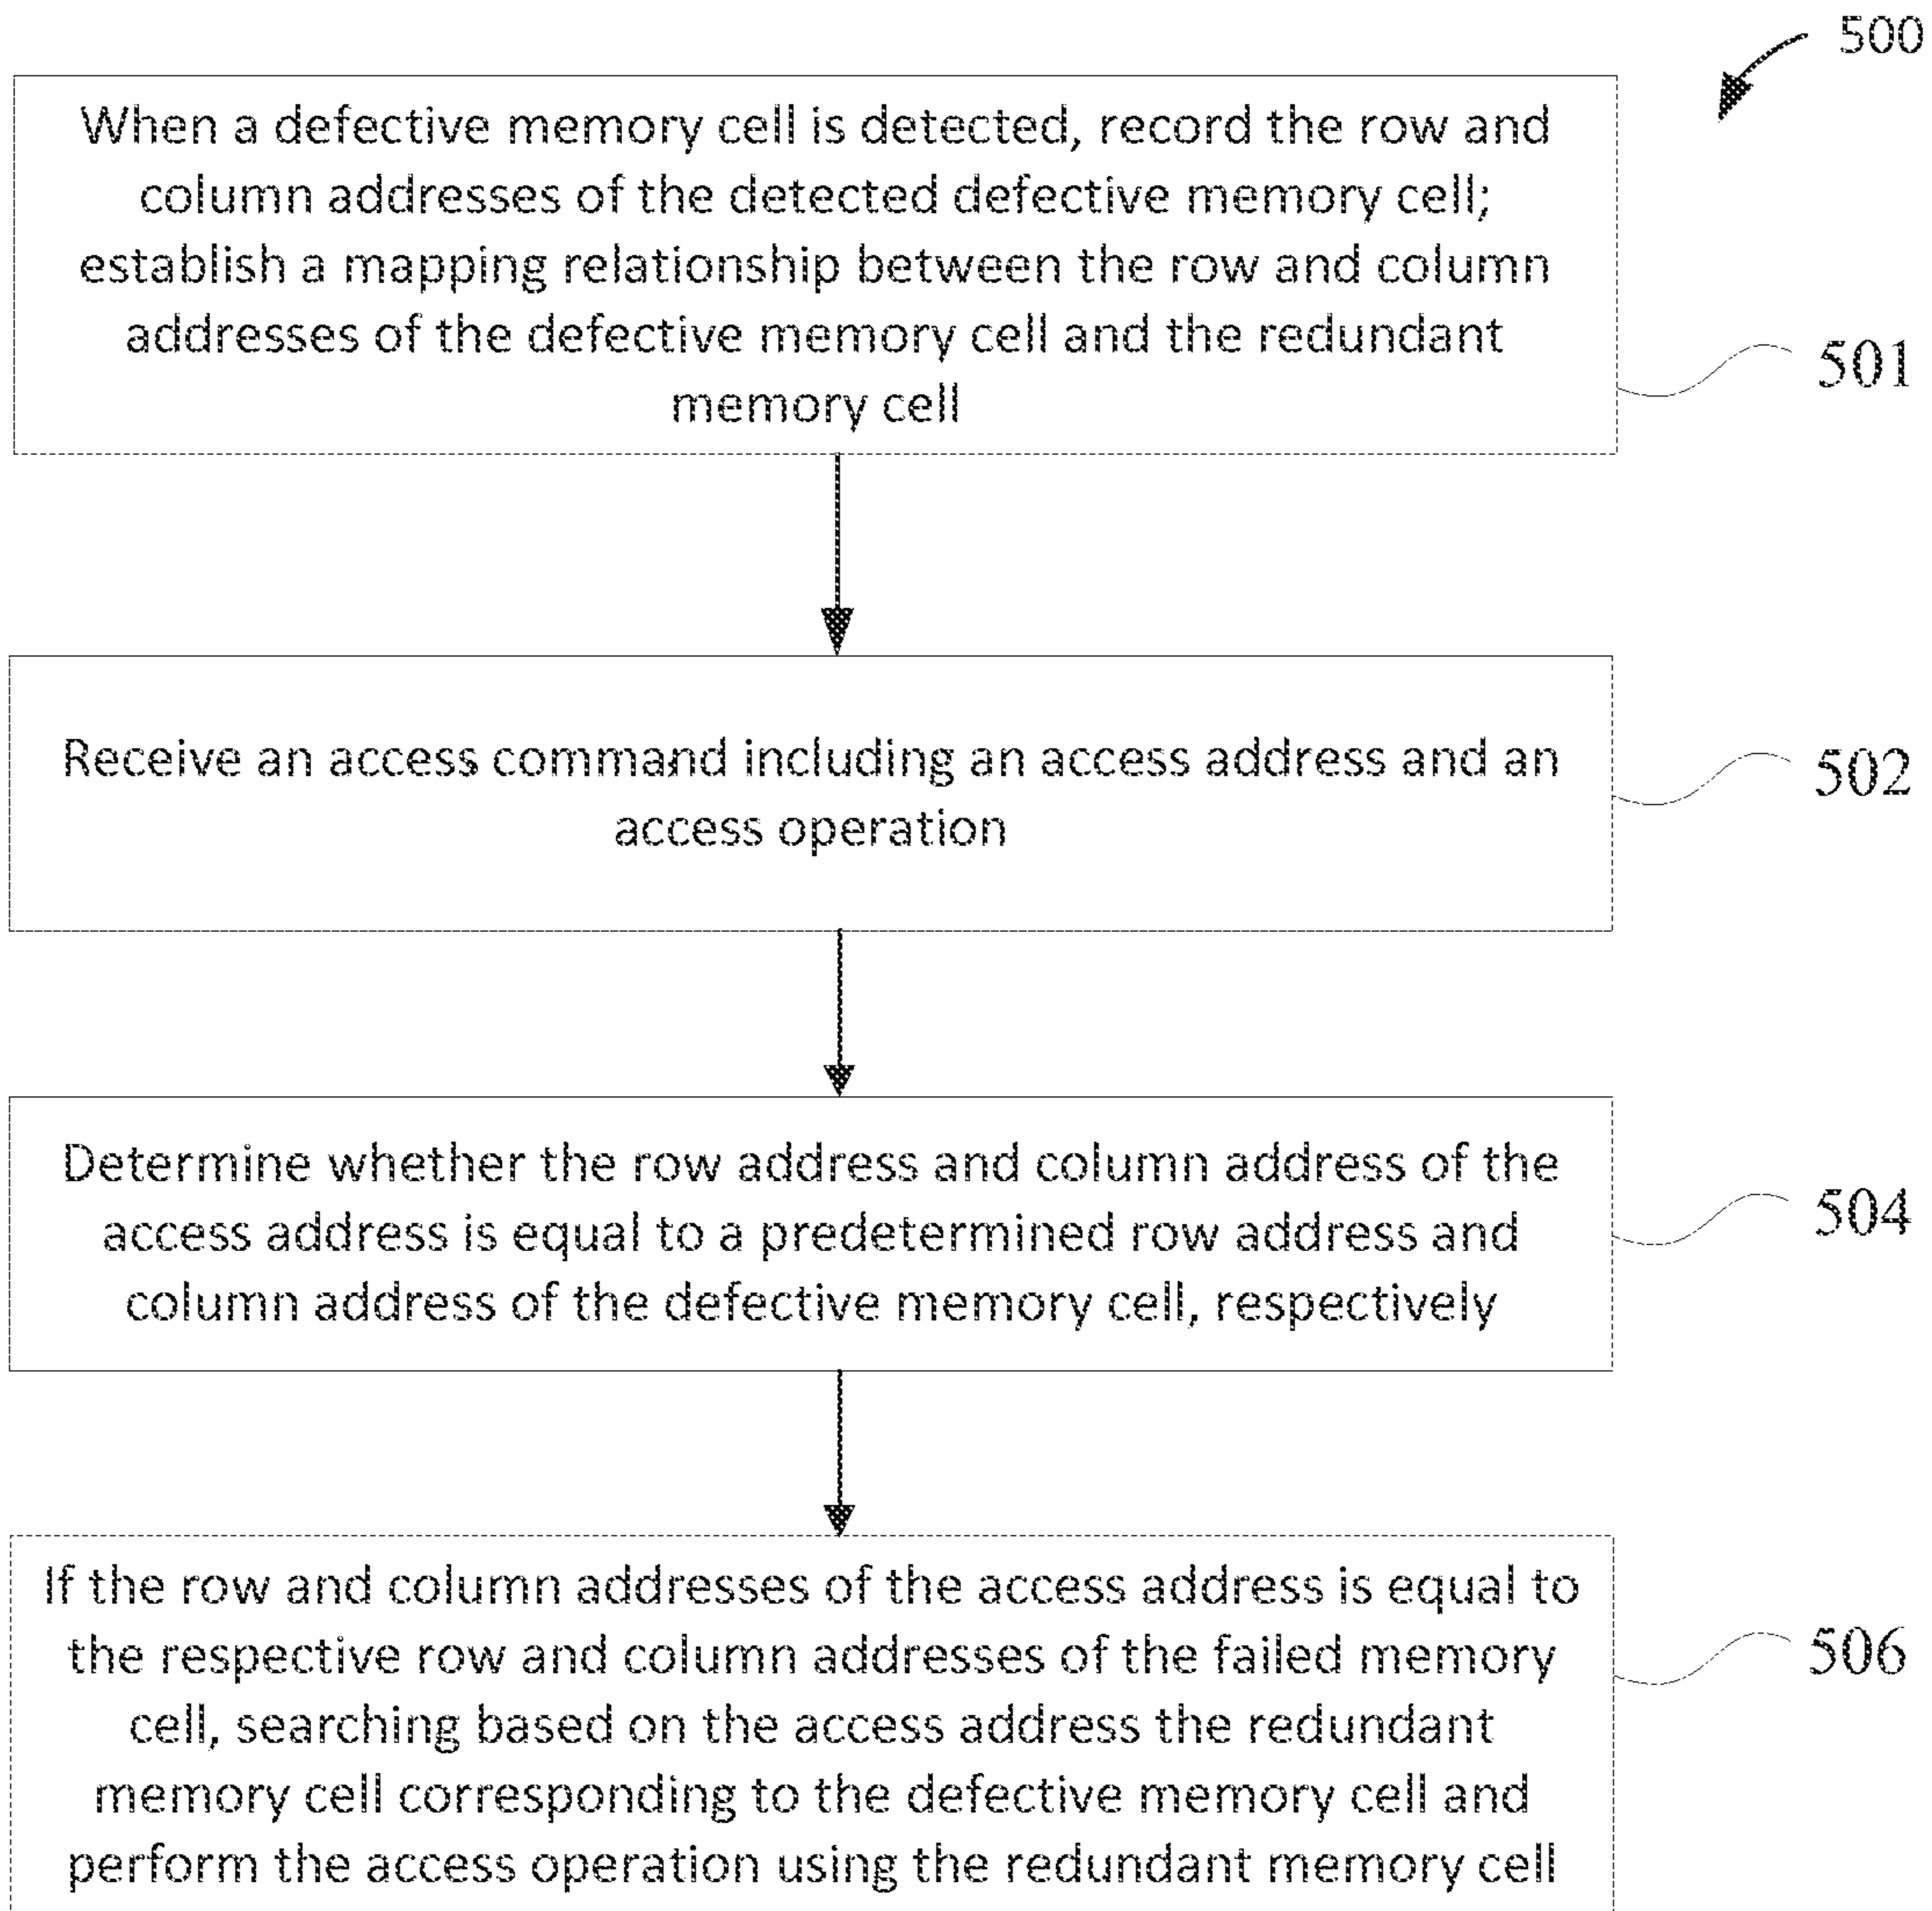 500
When a defective memory cell is detected, record the row and
column addresses of the detected defective memory cell;
establish a mapping relationship between the row and column
addresses of the defective memory cell and the redundant
memory cell
501
Receive an access command including an access address and an
access operation
502
Determine whether the row address and column address of the
access address is equal to a predetermined row address and
column address of the defective memory cell, respectively
504
If the row and column addresses of the access address is equal to
the respective row and column addresses of the failed memory
cell, searching based on the access address the redundant
memory cell corresponding to the defective memory cell and
perform the access operation using the redundant memory cell
506